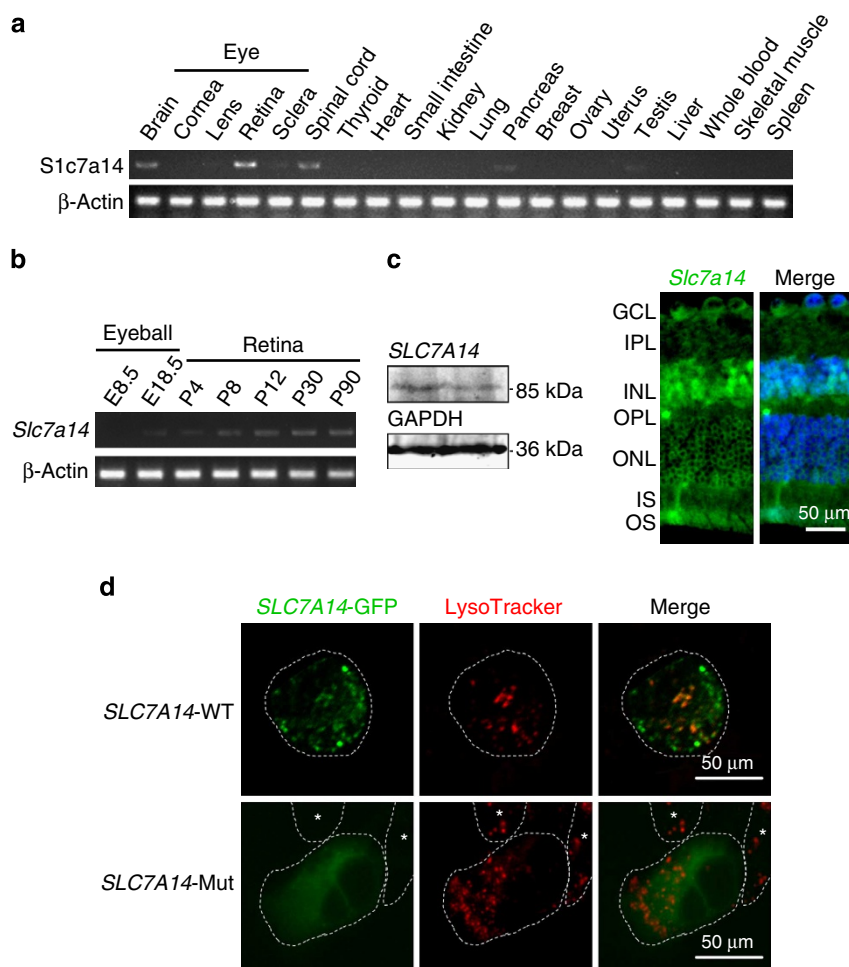 a
Eye
Brain Cornea Lens Retina Sclera Spinal cord Thyroid Heart Small intestine Kidney Lung Pancreas Breast Ovary Uterus Testis Liver Whole blood Skeletal muscle Spleen
S1c7a14
β-Actin
b
Eyeball Retina
E8.5 E18.5 P4 P8 P12 P30 P90
Slc7a14
β-Actin
c
SLC7A14
85 kDa
GAPDH
36 kDa
Slc7a14 Merge
GCL
IPL
INL
OPL
ONL
IS
OS
50 μm
d
SLC7A14-GFP LysoTracker Merge
SLC7A14-WT
50 μm
* * * * * *
SLC7A14-Mut
50 μm